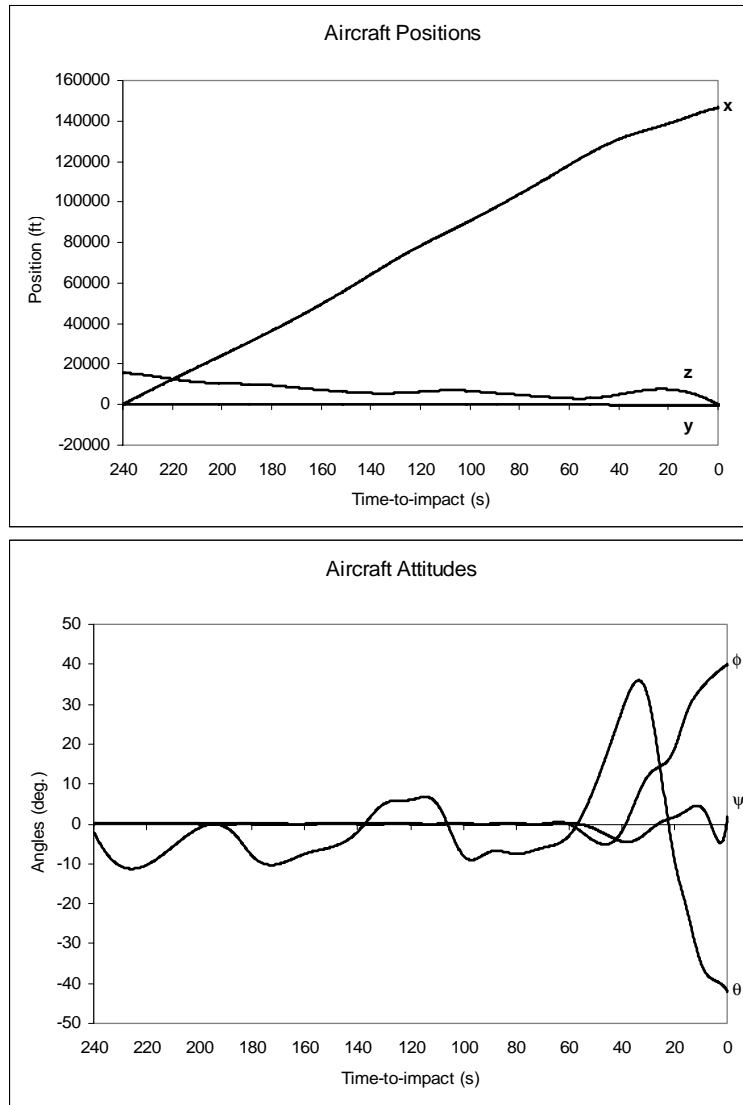 Aircraft Positions
160000
140000
120000
100000
80000
60000
40000
20000
0
-20000
Position (ft)
x
z
y
240 220 200 180 160 140 120 100 80 60 40 20 0
Time-to-impact (s)
Aircraft Attitudes
50
40
30
20
10
0
-10
-20
-30
-40
-50
Angles (deg.)
ϕ
ψ
θ
240 220 200 180 160 140 120 100 80 60 40 20 0
Time-to-impact (s)